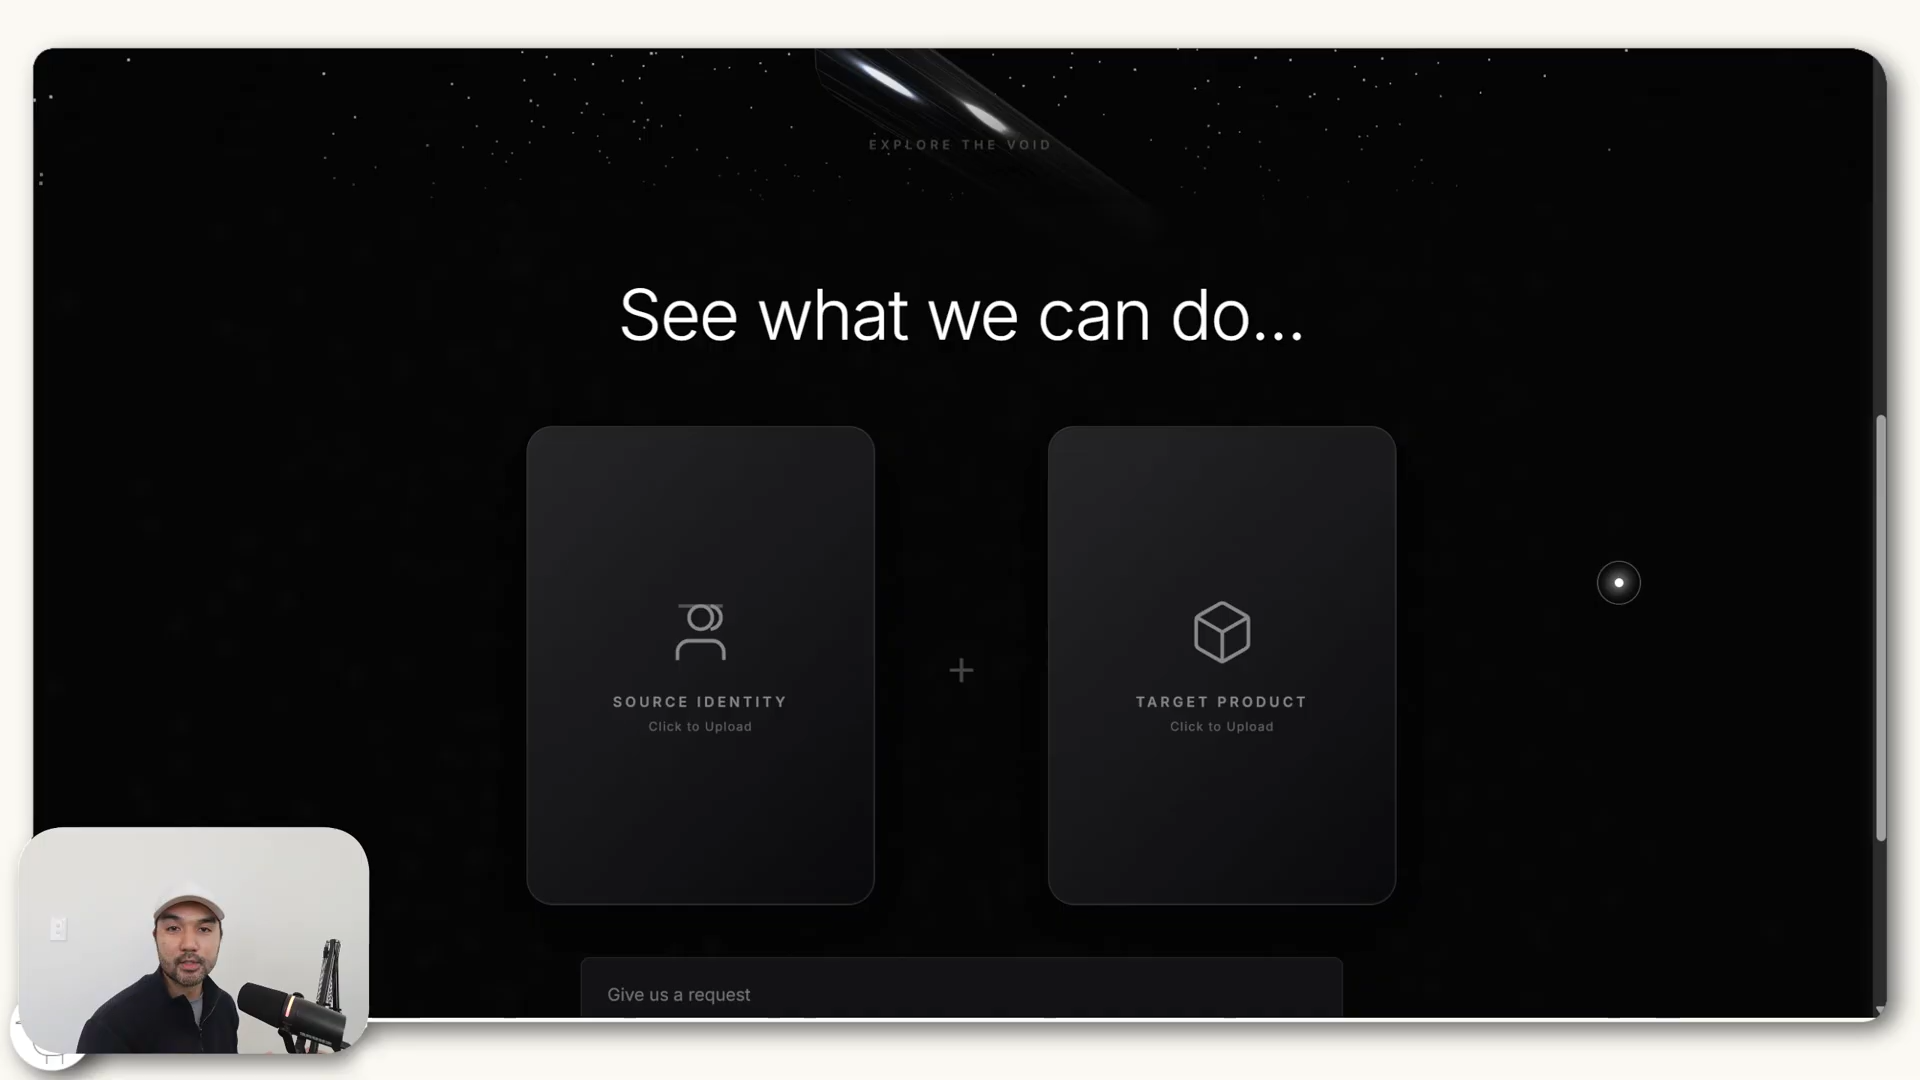 EXPLORE THE VOID
See what we can do...
SOURCE IDENTITY
Click to Upload
TARGET PRODUCT
Click to Upload
Give us a request